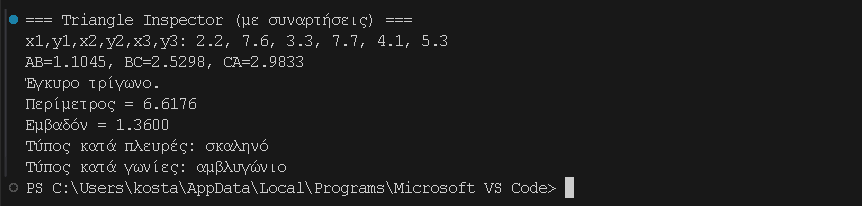 === Triangle Inspector (με συναρτήσεις) ===
x1,y1,x2,y2,x3,y3: 2.2, 7.6, 3.3, 7.7, 4.1, 5.3
AB=1.1045, BC=2.5298, CA=2.9833
Έγκυρο τρίγωνο.
Περίμετρος = 6.6176
Εμβαδόν = 1.3600
Τύπος κατά πλευρές: σκαληνό
Τύπος κατά γωνίες: αμβλυγώνιο
PS C:\Users\kosta\AppData\Local\Programs\Microsoft VS Code>